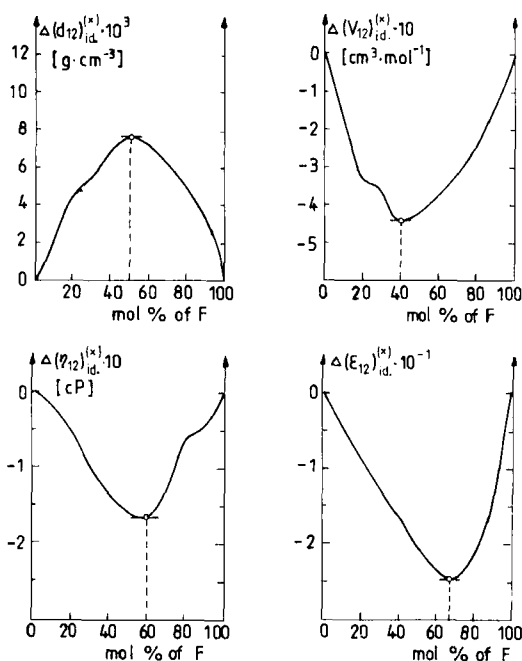 Δ(d₁₂)⁽ˣ⁾id.·10³
[g·cm⁻³]
12
10
8
6
4
2
0
20 40 60 80 100
mol % of F
Δ(V₁₂)⁽ˣ⁾id.·10
[cm³·mol⁻¹]
-0
-1
-2
-3
-4
-5
0 20 40 60 80 100
mol % of F
Δ(η₁₂)⁽ˣ⁾id.·10
[cP]
0
-1
-2
0 20 40 60 80 100
mol % of F
Δ(ε₁₂)⁽ˣ⁾id.·10⁻¹
0
-1
-2
0 20 40 60 80 100
mol % of F